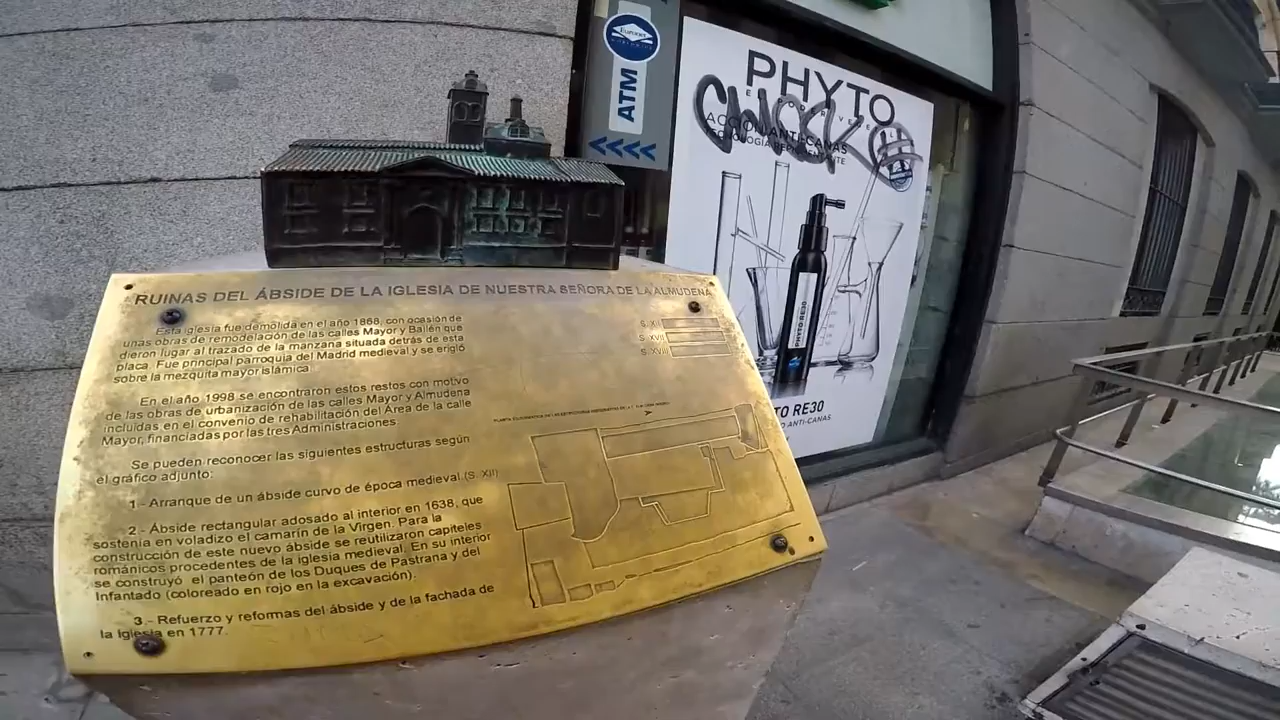 RUINAS DEL ÁBSIDE DE LA IGLESIA DE NUESTRA SEÑORA DE LA ALMUDENA
Esta iglesia fue demolida en el año 1868, con ocasión de
unas obras de remodelación de las calles Mayor y Bailén que
dieron lugar al trazado de la manzana situada detrás de esta
placa. Fue principal parroquia del Madrid medieval y se erigió
sobre la mezquita mayor islámica.
En el año 1998 se encontraron estos restos con motivo
de las obras de urbanización de las calles Mayor y Almudena
incluidas en el convenio de rehabilitación del Área de la calle
Mayor, financiadas por las tres Administraciones.
Se pueden reconocer las siguientes estructuras según
el gráfico adjunto:
1 - Arranque de un ábside curvo de época medieval (S. XII)
2 - Ábside rectangular adosado al interior en 1638, que
sostenía en voladizo el camarín de la Virgen. Para la
construcción de este nuevo ábside se reutilizaron capiteles
románicos procedentes de la iglesia medieval. En su interior
se construyó el panteón de los Duques de Pastrana y del
Infantado (coloreado en rojo en la excavación).
3.- Refuerzo y reformas del ábside y de la fachada de
la Iglesia en 1777.
S. XII
S. XVII
S. XVIII
Euronet
WORLDWIDE
ATM
PHYTO
ACCIÓN ANTI-CANAS
PHYTO RE30
TO RE30
O ANTI-CANAS